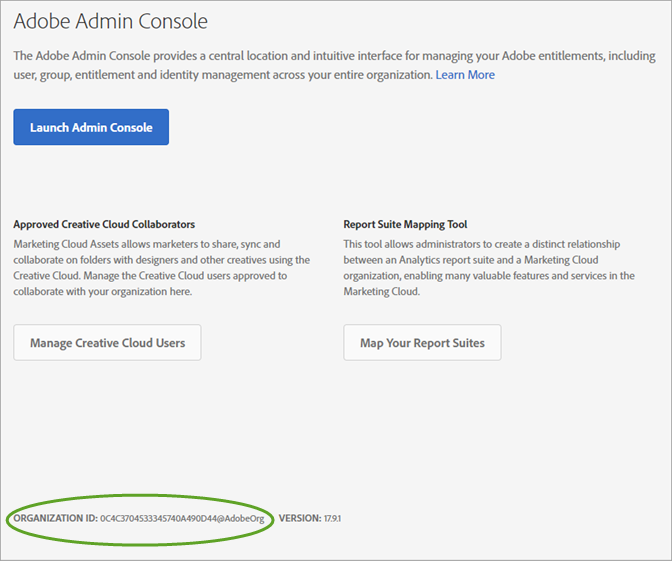 Adobe Admin Console
The Adobe Admin Console provides a central location and intuitive interface for managing your Adobe entitlements, including
user, group, entitlement and identity management across your entire organization. Learn More
Launch Admin Console
Approved Creative Cloud Collaborators
Marketing Cloud Assets allows marketers to share, sync and
collaborate on folders with designers and other creatives using the
Creative Cloud. Manage the Creative Cloud users approved to
collaborate with your organization here.
Manage Creative Cloud Users
Report Suite Mapping Tool
This tool allows administrators to create a distinct relationship
between an Analytics report suite and a Marketing Cloud
organization, enabling many valuable features and services in the
Marketing Cloud.
Map Your Report Suites
ORGANIZATION ID: 0C4C3704533345740A490D44@AdobeOrg VERSION: 17.9.1